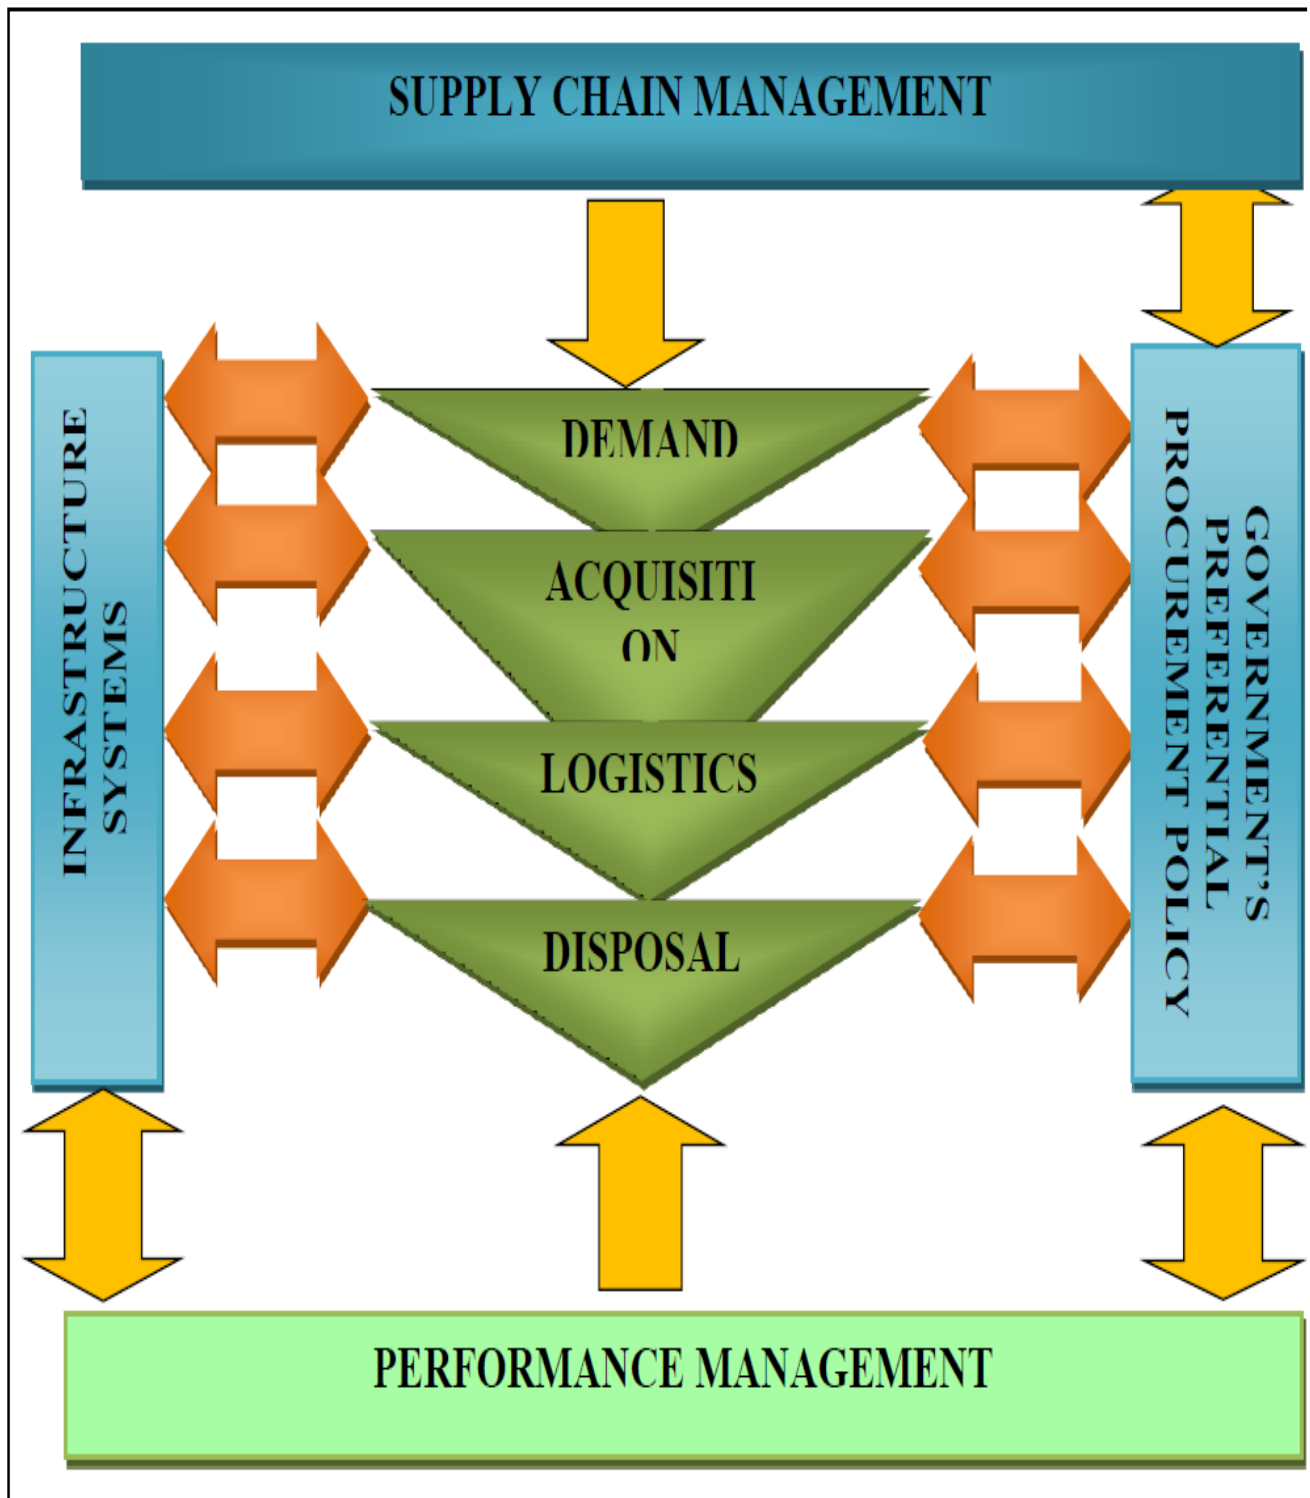 SUPPLY CHAIN MANAGEMENT
INFRASTRUCTURE
SYSTEMS
DEMAND
ACQUISITI
ON
LOGISTICS
DISPOSAL
GOVERNMENT’S
PREFERENTIAL
PROCUREMENT POLICY
PERFORMANCE MANAGEMENT